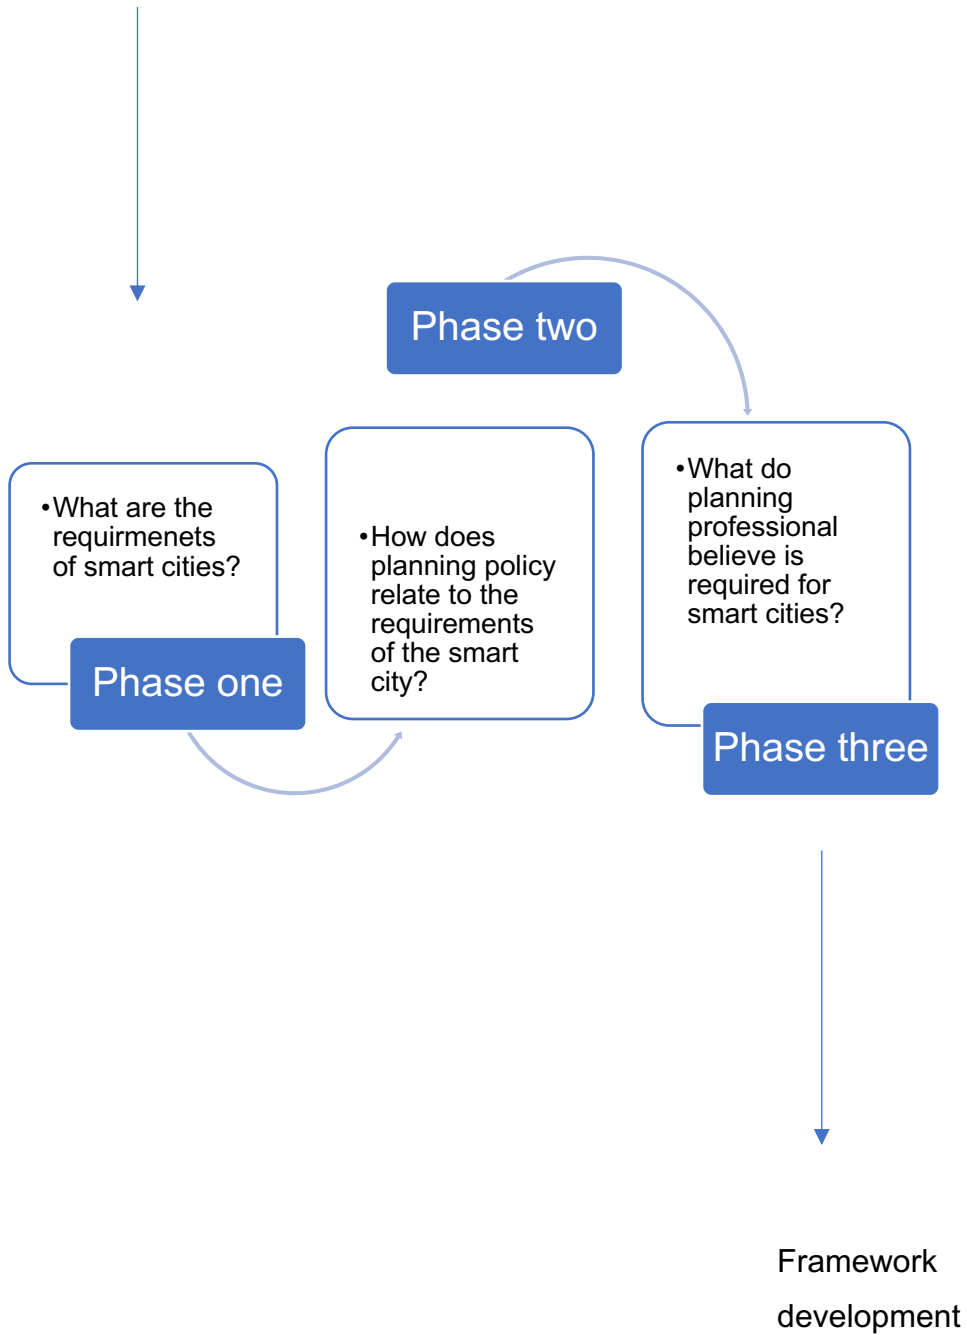 •What are the
requirmenets
of smart cities?
Phase one
Phase two
•How does
planning policy
relate to the
requirements
of the smart
city?
•What do
planning
professional
believe is
required for
smart cities?
Phase three
Framework
development